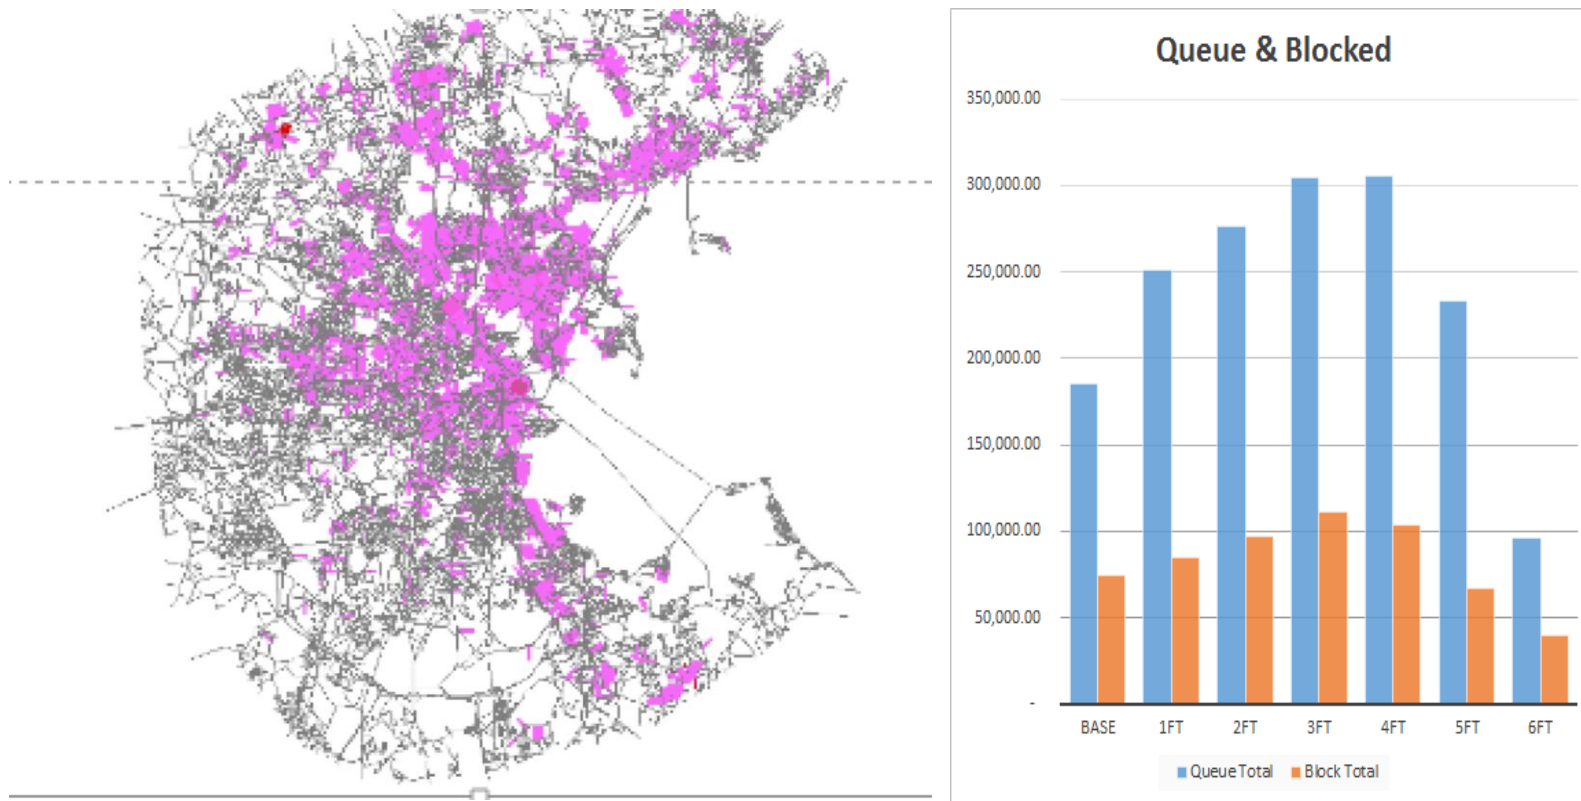 Queue & Blocked
350,000.00
300,000.00
250,000.00
200,000.00
150,000.00
100,000.00
50,000.00
-
BASE 1FT 2FT 3FT 4FT 5FT 6FT
Queue Total Block Total